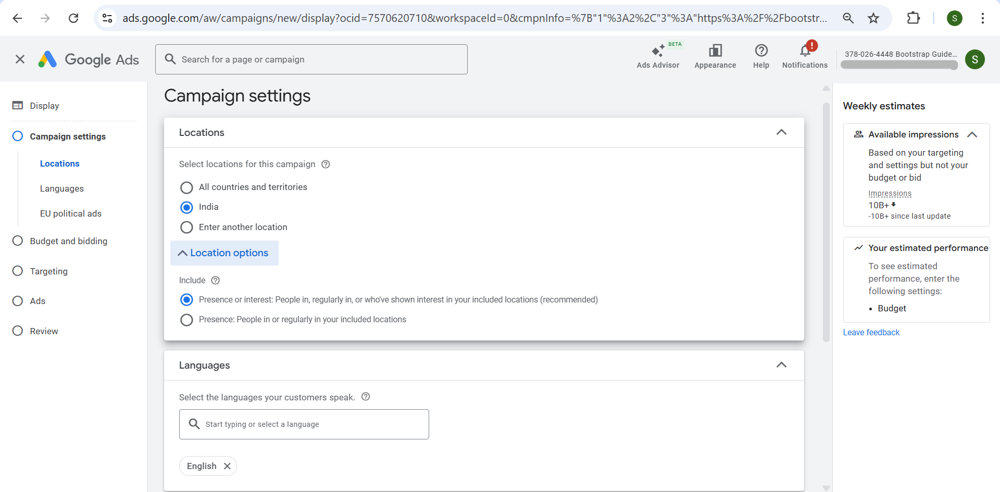 ads.google.com/aw/campaigns/new/display?ocid=7570620710&workspaceId=0&cmpnInfo=%7B"1"%3A2%2C"3"%3A"https%3A%2F%2Fbootstr...
S
Google Ads
Search for a page or campaign
BETA
Ads Advisor
Appearance
Help
!
Notifications
378-026-4448 Bootstrap Guide...
S
Display
Campaign settings
Locations
Languages
EU political ads
Budget and bidding
Targeting
Ads
Review
Campaign settings
Locations
Select locations for this campaign
All countries and territories
India
Enter another location
Location options
Include
Presence or interest: People in, regularly in, or who've shown interest in your included locations (recommended)
Presence: People in or regularly in your included locations
Languages
Select the languages your customers speak.
Start typing or select a language
English
Weekly estimates
Available impressions
Based on your targeting
and settings but not your
budget or bid
Impressions
10B+
-10B+ since last update
Your estimated performance
To see estimated
performance, enter the
following settings:
• Budget
Leave feedback